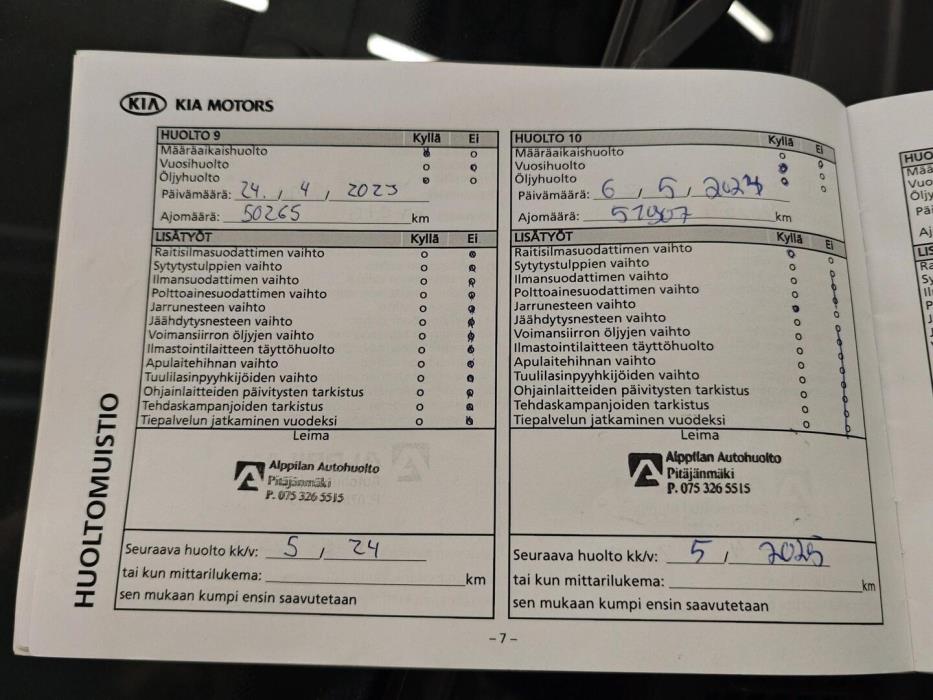 KIA KIA MOTORS
HUOLTO 9 Kyllä Ei
Määräaikaishuolto
Vuosihuolto
Öljyhuolto
Päivämäärä: 24. , 4 , 2023
Ajomäärä: 50265 km
LISÄTYÖT Kyllä Ei
Raitisilmasuodattimen vaihto
Sytytystulppien vaihto
Ilmansuodattimen vaihto
Polttoainesuodattimen vaihto
Jarrunesteen vaihto
Jäähdytysnesteen vaihto
Voimansiirron öljyjen vaihto
Ilmastointilaitteen täyttöhuolto
Apulaitehihnan vaihto
Tuulilasinpyyhkijöiden vaihto
Ohjainlaitteiden päivitysten tarkistus
Tehdaskampanjoiden tarkistus
Tiepalvelun jatkaminen vuodeksi
Leima
Alppilan Autohuolto
Pitäjänmäki
P. 075 326 5515
Seuraava huolto kk/v: 5 , 24
tai kun mittarilukema: km
sen mukaan kumpi ensin saavutetaan
HUOLTO 10 Kyllä Ei
Määräaikaishuolto
Vuosihuolto
Öljyhuolto
Päivämäärä: 6 , 5 , 2024
Ajomäärä: 51907 km
LISÄTYÖT Kyllä Ei
Raitisilmasuodattimen vaihto
Sytytystulppien vaihto
Ilmansuodattimen vaihto
Polttoainesuodattimen vaihto
Jarrunesteen vaihto
Jäähdytysnesteen vaihto
Voimansiirron öljyjen vaihto
Ilmastointilaitteen täyttöhuolto
Apulaitehihnan vaihto
Tuulilasinpyyhkijöiden vaihto
Ohjainlaitteiden päivitysten tarkistus
Tehdaskampanjoiden tarkistus
Tiepalvelun jatkaminen vuodeksi
Leima
Alppilan Autohuolto
Pitäjänmäki
P. 075 326 5515
Seuraava huolto kk/v: 5 , 2025
tai kun mittarilukema: km
sen mukaan kumpi ensin saavutetaan
HUOLTOMUISTIO
– 7 –